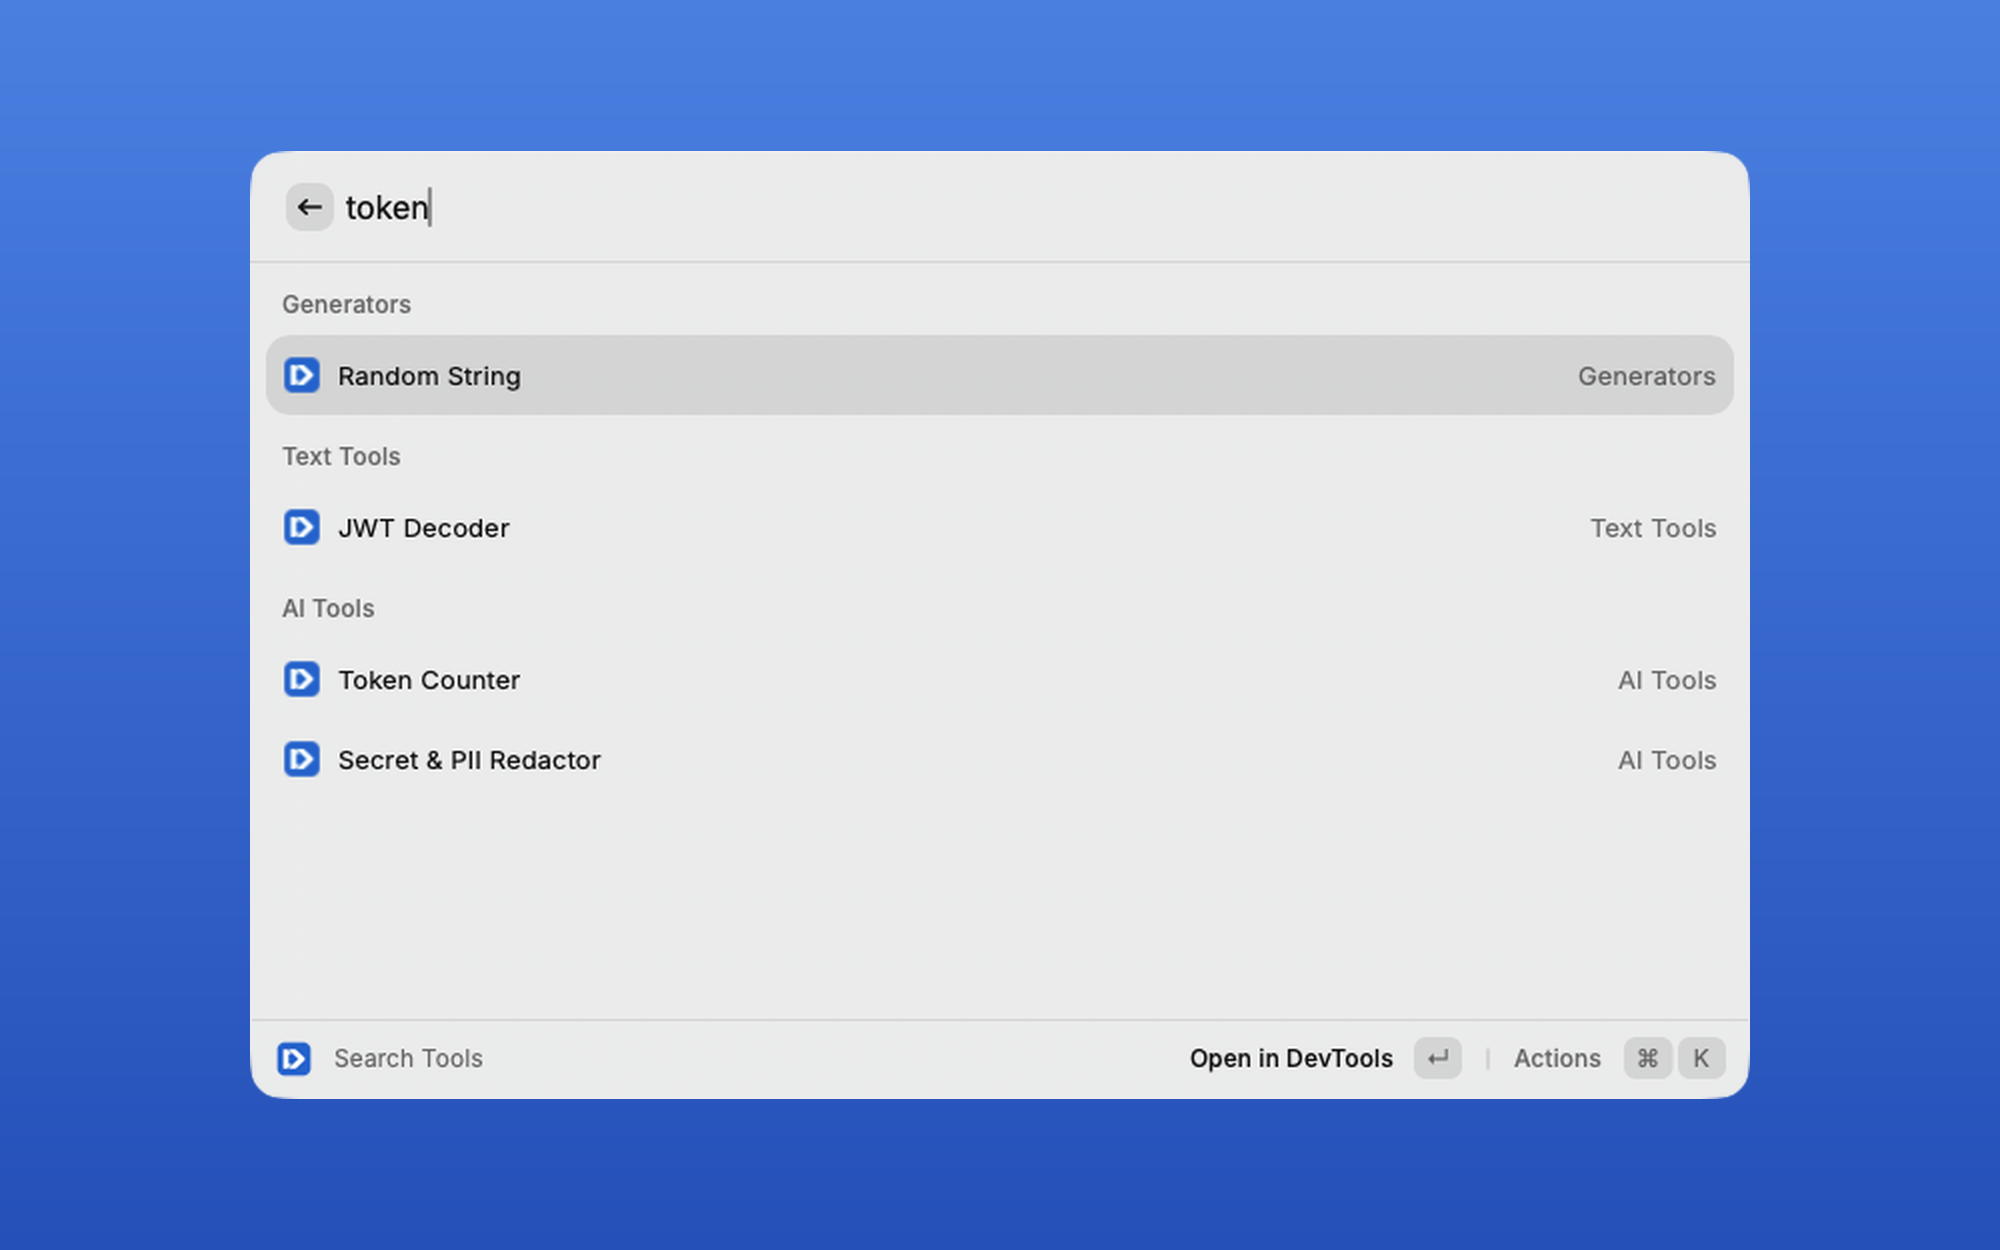 token
Generators
Random String Generators
Text Tools
JWT Decoder Text Tools
AI Tools
Token Counter AI Tools
Secret & PII Redactor AI Tools
Search Tools Open in DevTools ↵ | Actions ⌘ K